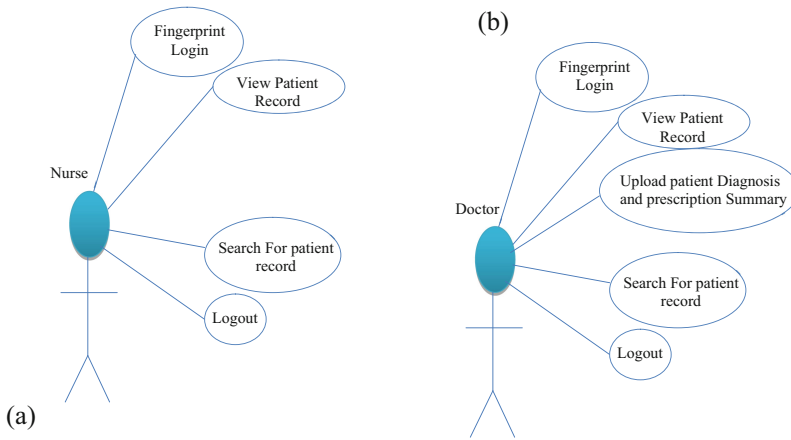 Fingerprint
Login
View Patient
Record
Nurse
Search For patient
record
Logout
(a)
(b)
Fingerprint
Login
View Patient
Record
Upload patient Diagnosis
and prescription Summary
Doctor
Search For patient
record
Logout